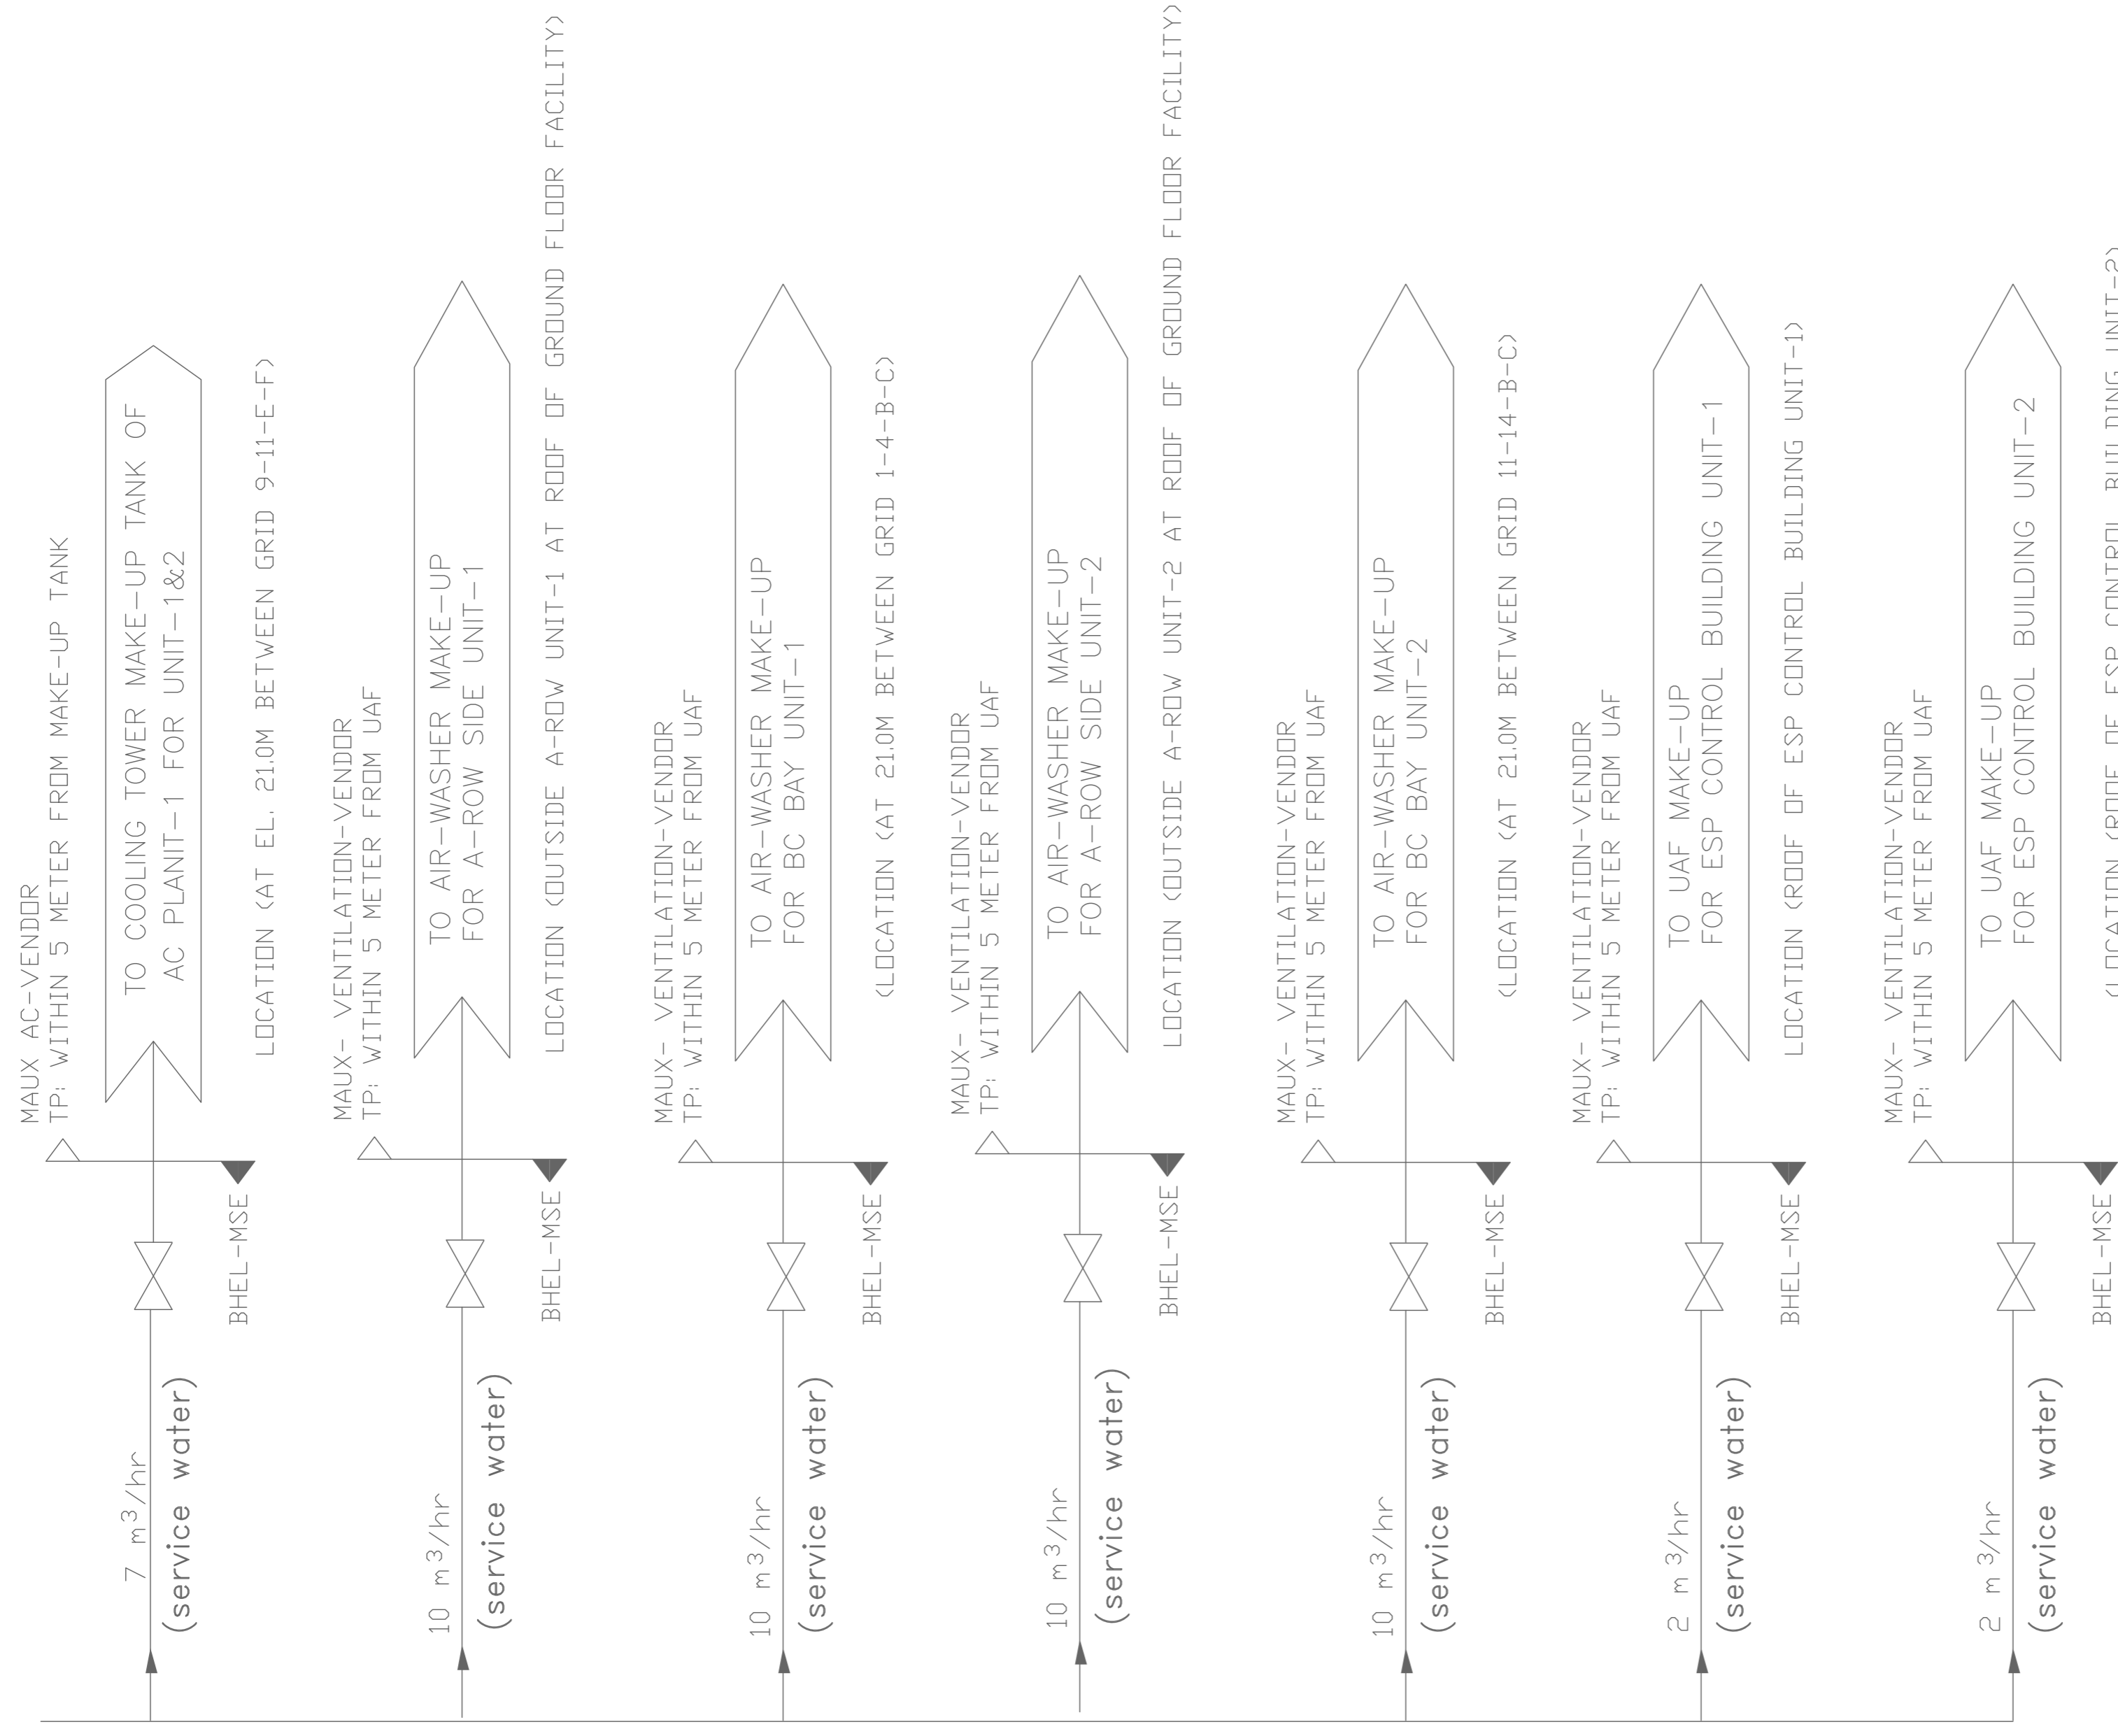 MAUX AC-VENDOR
TP: WITHIN 5 METER FROM MAKE-UP TANK
TO COOLING TOWER MAKE-UP TANK OF
AC PLANIT-1 FOR UNIT-1&2
LOCATION (AT EL, 21.0M BETWEEN GRID 9-11-E-F)
BHEL-MSE
7 m3/hr
(service water)
MAUX- VENTILATION-VENDOR
TP: WITHIN 5 METER FROM UAF
TO AIR-WASHER MAKE-UP
FOR A-ROW SIDE UNIT-1
LOCATION (OUTSIDE A-ROW UNIT-1 AT ROOF OF GROUND FLOOR FACILITY)
BHEL-MSE
10 m3/hr
(service water)
MAUX- VENTILATION-VENDOR
TP: WITHIN 5 METER FROM UAF
TO AIR-WASHER MAKE-UP
FOR BC BAY UNIT-1
(LOCATION (AT 21.0M BETWEEN GRID 1-4-B-C)
BHEL-MSE
10 m3/hr
(service water)
MAUX- VENTILATION-VENDOR
TP: WITHIN 5 METER FROM UAF
TO AIR-WASHER MAKE-UP
FOR A-ROW SIDE UNIT-2
LOCATION (OUTSIDE A-ROW UNIT-2 AT ROOF OF GROUND FLOOR FACILITY)
BHEL-MSE
10 m3/hr
(service water)
MAUX- VENTILATION-VENDOR
TP: WITHIN 5 METER FROM UAF
TO AIR-WASHER MAKE-UP
FOR BC BAY UNIT-2
(LOCATION (AT 21.0M BETWEEN GRID 11-14-B-C)
BHEL-MSE
10 m3/hr
(service water)
MAUX- VENTILATION-VENDOR
TP: WITHIN 5 METER FROM UAF
TO UAF MAKE-UP
FOR ESP CONTROL BUILDING UNIT-1
LOCATION (ROOF OF ESP CONTROL BUILDING UNIT-1)
BHEL-MSE
2 m3/hr
(service water)
MAUX- VENTILATION-VENDOR
TP: WITHIN 5 METER FROM UAF
TO UAF MAKE-UP
FOR ESP CONTROL BUILDING UNIT-2
(LOCATION (ROOF OF ESP CONTROL BUILDING UNIT-2)
BHEL-MSE
2 m3/hr
(service water)